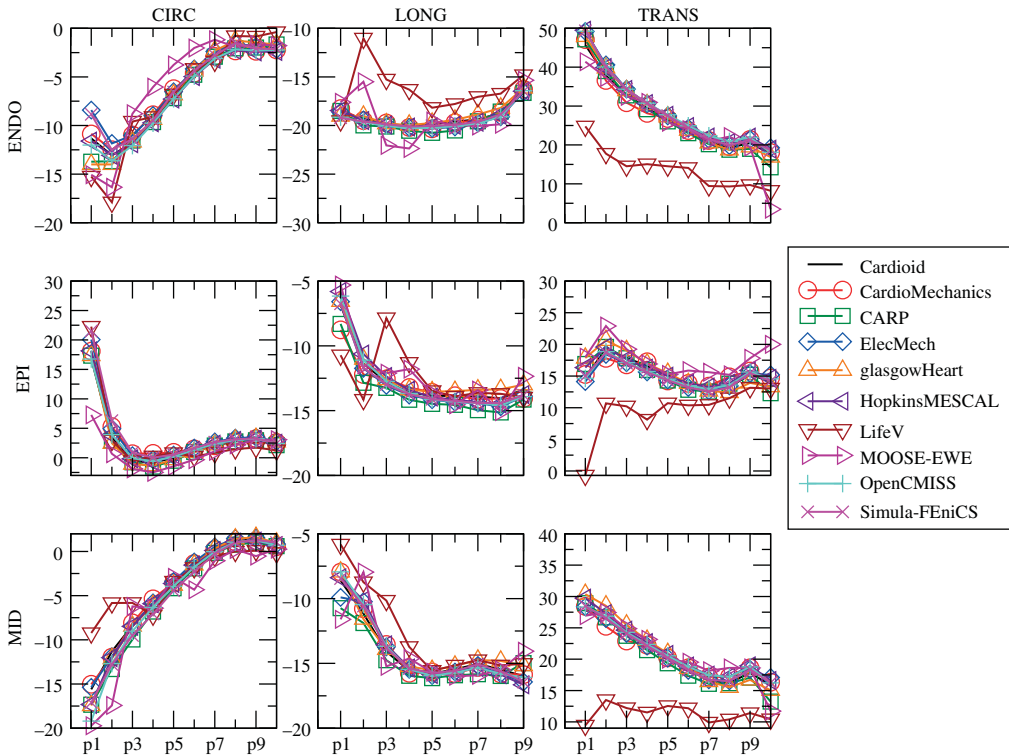 CIRC LONG TRANS
0 −10 50
−5 −15 40
−10 −20 30
−15 −25 20
−20 −30 10
0
ENDO
30 −5 30
25 25
20 −10 20
15 15
10 10
5 −15 5
0 −20 0
EPI
Cardioid
CardioMechanics
CARP
ElecMech
glasgowHeart
HopkinsMESCAL
LifeV
MOOSE-EWE
OpenCMISS
Simula-FEniCS
0 −5 40
−5 −10 35
−10 −15 30
−15 −20 25
−20 20
15
10
MID
p1 p3 p5 p7 p9 p1 p3 p5 p7 p9 p1 p3 p5 p7 p9